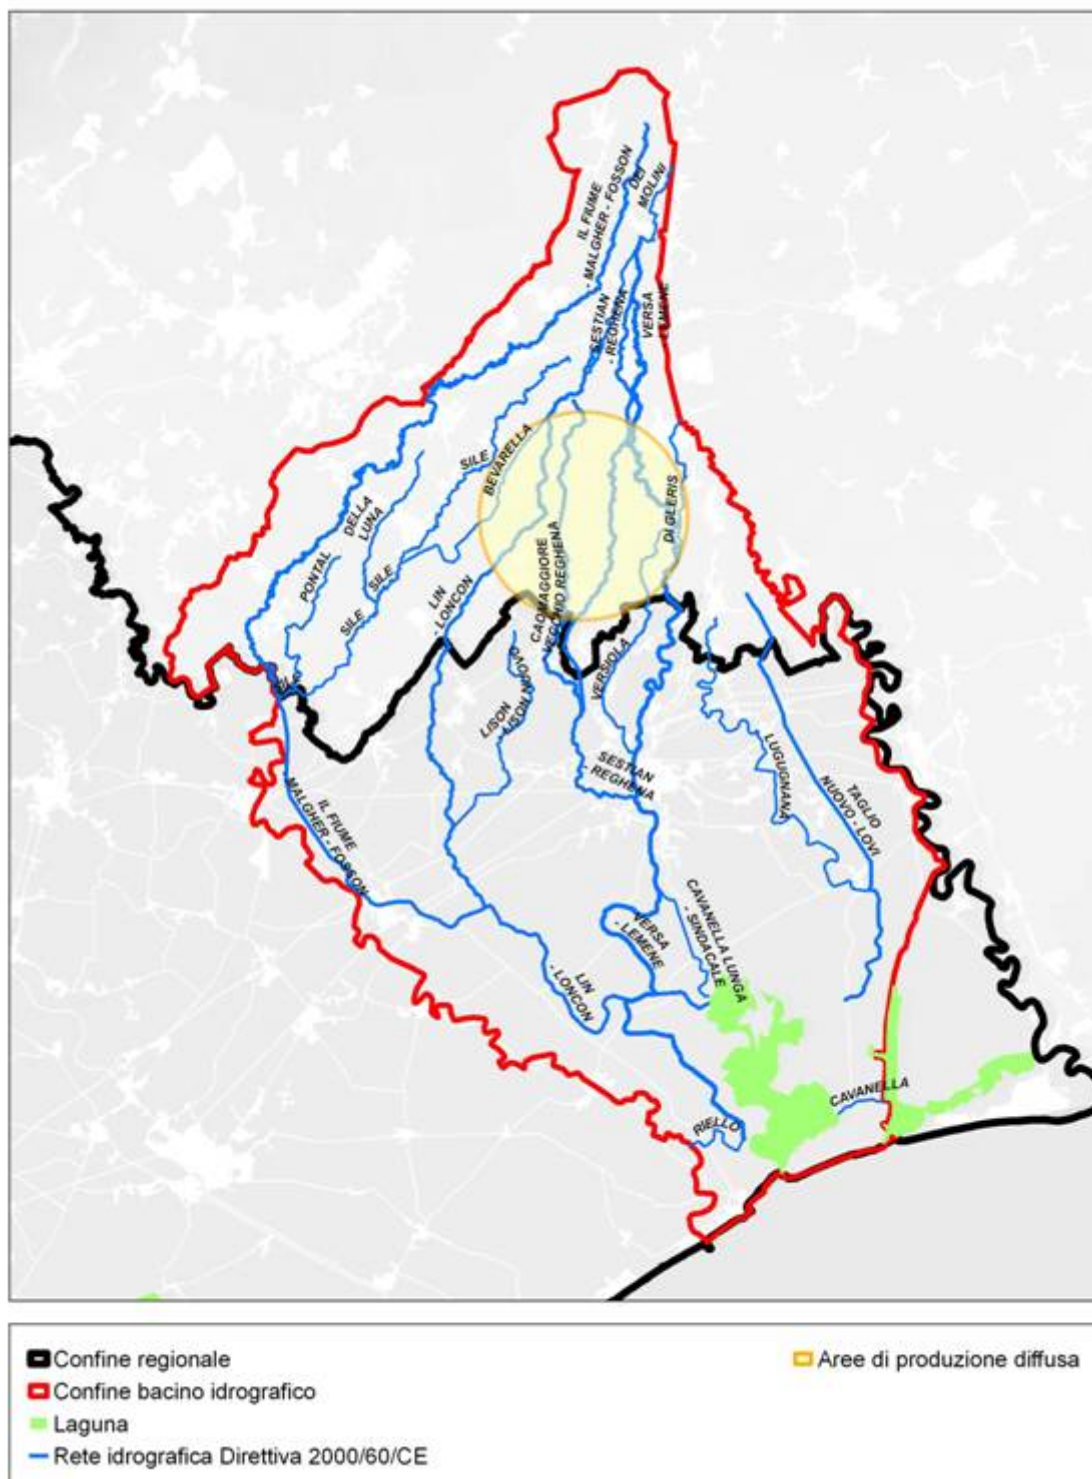 IL FIUME
- MALGHER - FOSSON
DEI
MOLINI
SESTIAN
- REGHENA
VERSA
- LEMENE
SILE
BEVARELLA
DI GLERIS
DELLA
LUNA
PONTAL
SILE
SILE
LIN
- LONCON
CAOMAGGIORE
VECCHIO REGHENA
VERSIOLA
LISON
- LISON NUOVO
SESTIAN
- REGHENA
LUGUGNANA
TAGLIO
NUOVO - LOVI
IL FIUME
MALGHER - FOSSON
CAVANELLA LUNGA
- SINDACALE
VERSA
- LEMENE
LIN
- LONCON
CAVANELLA
RIELLO
Confine regionale
Confine bacino idrografico
Laguna
Rete idrografica Direttiva 2000/60/CE
Aree di produzione diffusa